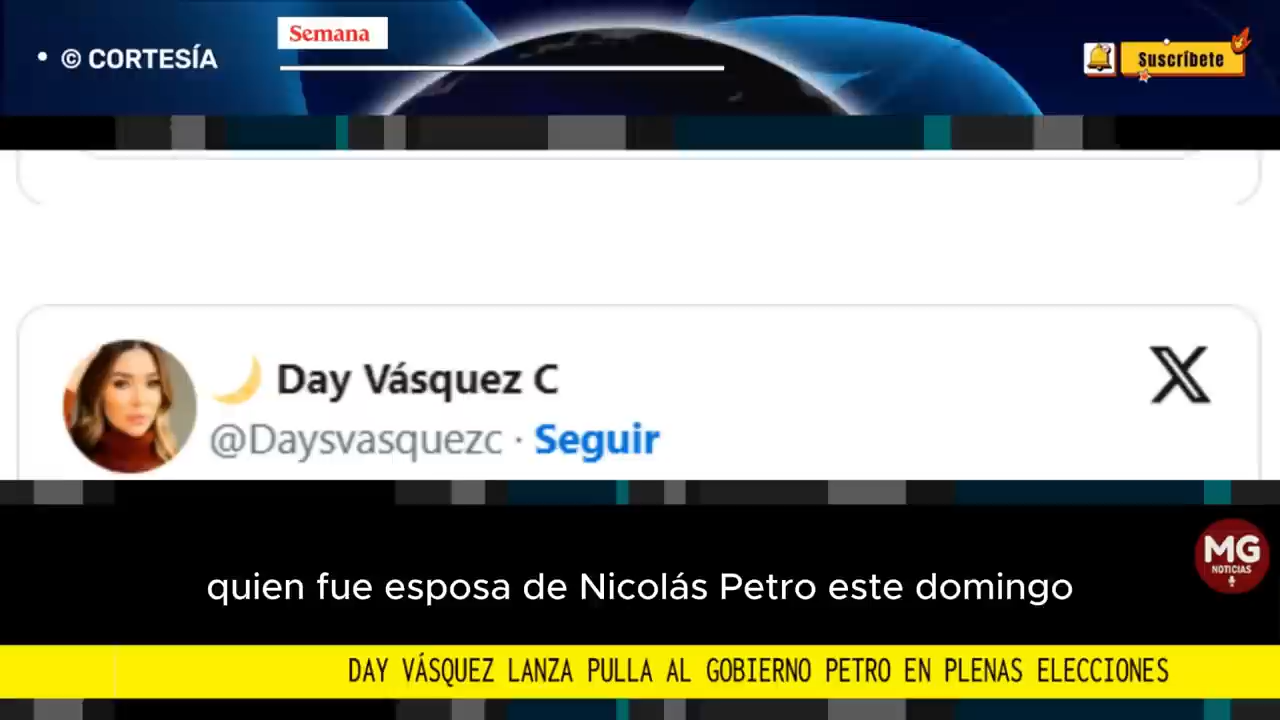 • © CORTESÍA
Semana
Suscríbete
Day Vásquez C
@Daysvasquezc · Seguir
MG
NOTICIAS
quien fue esposa de Nicolás Petro este domingo
DAY VÁSQUEZ LANZA PULLA AL GOBIERNO PETRO EN PLENAS ELECCIONES